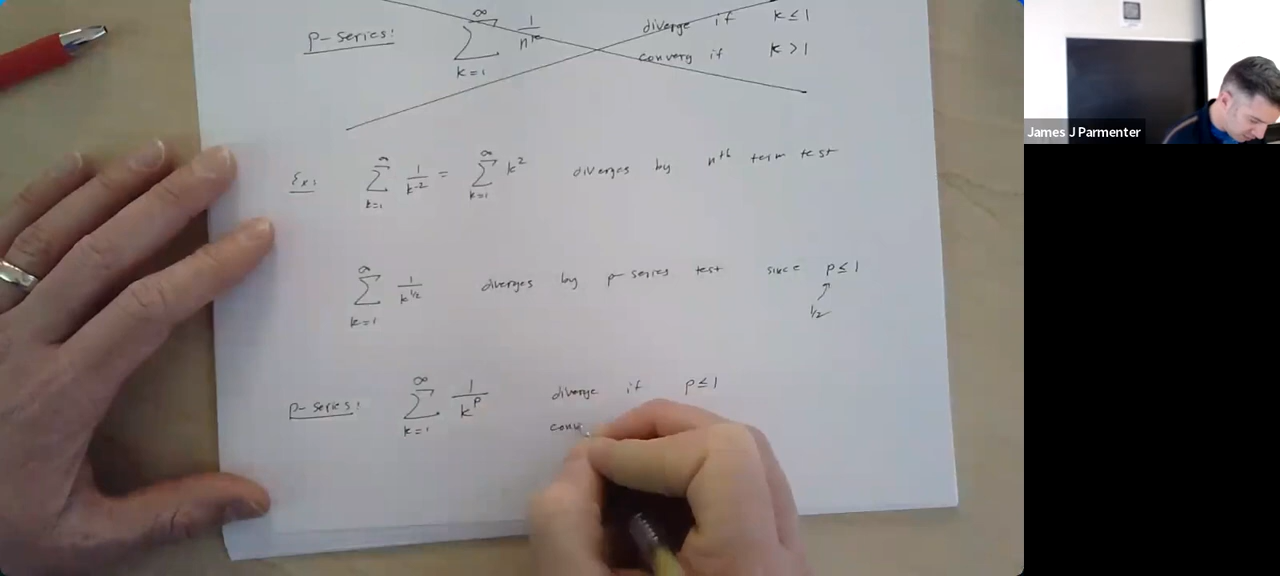 p-series: ∞ Σ k=1 1/n^k diverge if k ≤ 1
converg if k > 1
James J Parmenter
Ex: ∞ Σ k=1 1/k^-2 = ∞ Σ k=1 k^2 diverges by nth term test
∞ Σ k=1 1/k^1/2 diverges by p-series test since p ≤ 1
1/2
p-series: ∞ Σ k=1 1/k^p diverge if p ≤ 1
conv